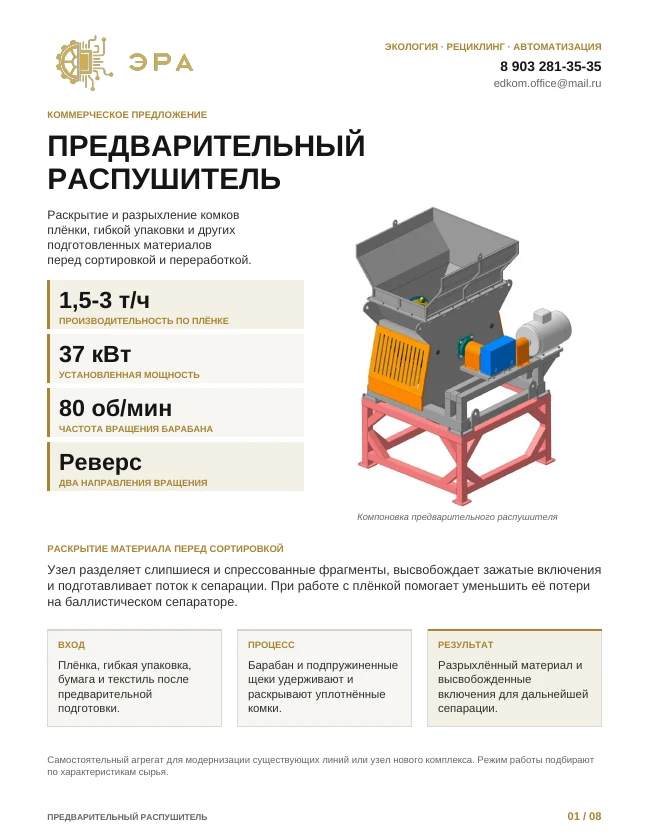 ЭРА
ЭКОЛОГИЯ · РЕЦИКЛИНГ · АВТОМАТИЗАЦИЯ
8 903 281-35-35
edkom.office@mail.ru
КОММЕРЧЕСКОЕ ПРЕДЛОЖЕНИЕ
ПРЕДВАРИТЕЛЬНЫЙ
РАСПУШИТЕЛЬ
Раскрытие и разрыхление комков
плёнки, гибкой упаковки и других
подготовленных материалов
перед сортировкой и переработкой.
1,5-3 т/ч
ПРОИЗВОДИТЕЛЬНОСТЬ ПО ПЛЁНКЕ
37 кВт
УСТАНОВЛЕННАЯ МОЩНОСТЬ
80 об/мин
ЧАСТОТА ВРАЩЕНИЯ БАРАБАНА
Реверс
ДВА НАПРАВЛЕНИЯ ВРАЩЕНИЯ
Компоновка предварительного распушителя
РАСКРЫТИЕ МАТЕРИАЛА ПЕРЕД СОРТИРОВКОЙ
Узел разделяет слипшиеся и спрессованные фрагменты, высвобождает зажатые включения
и подготавливает поток к сепарации. При работе с плёнкой помогает уменьшить её потери
на баллистическом сепараторе.
ВХОД
Плёнка, гибкая упаковка,
бумага и текстиль после
предварительной
подготовки.
ПРОЦЕСС
Барабан и подпружиненные
щеки удерживают и
раскрывают уплотнённые
комки.
РЕЗУЛЬТАТ
Разрыхлённый материал и
высвобожденные
включения для дальнейшей
сепарации.
Самостоятельный агрегат для модернизации существующих линий или узел нового комплекса. Режим работы подбирают
по характеристикам сырья.
ПРЕДВАРИТЕЛЬНЫЙ РАСПУШИТЕЛЬ
01 / 08